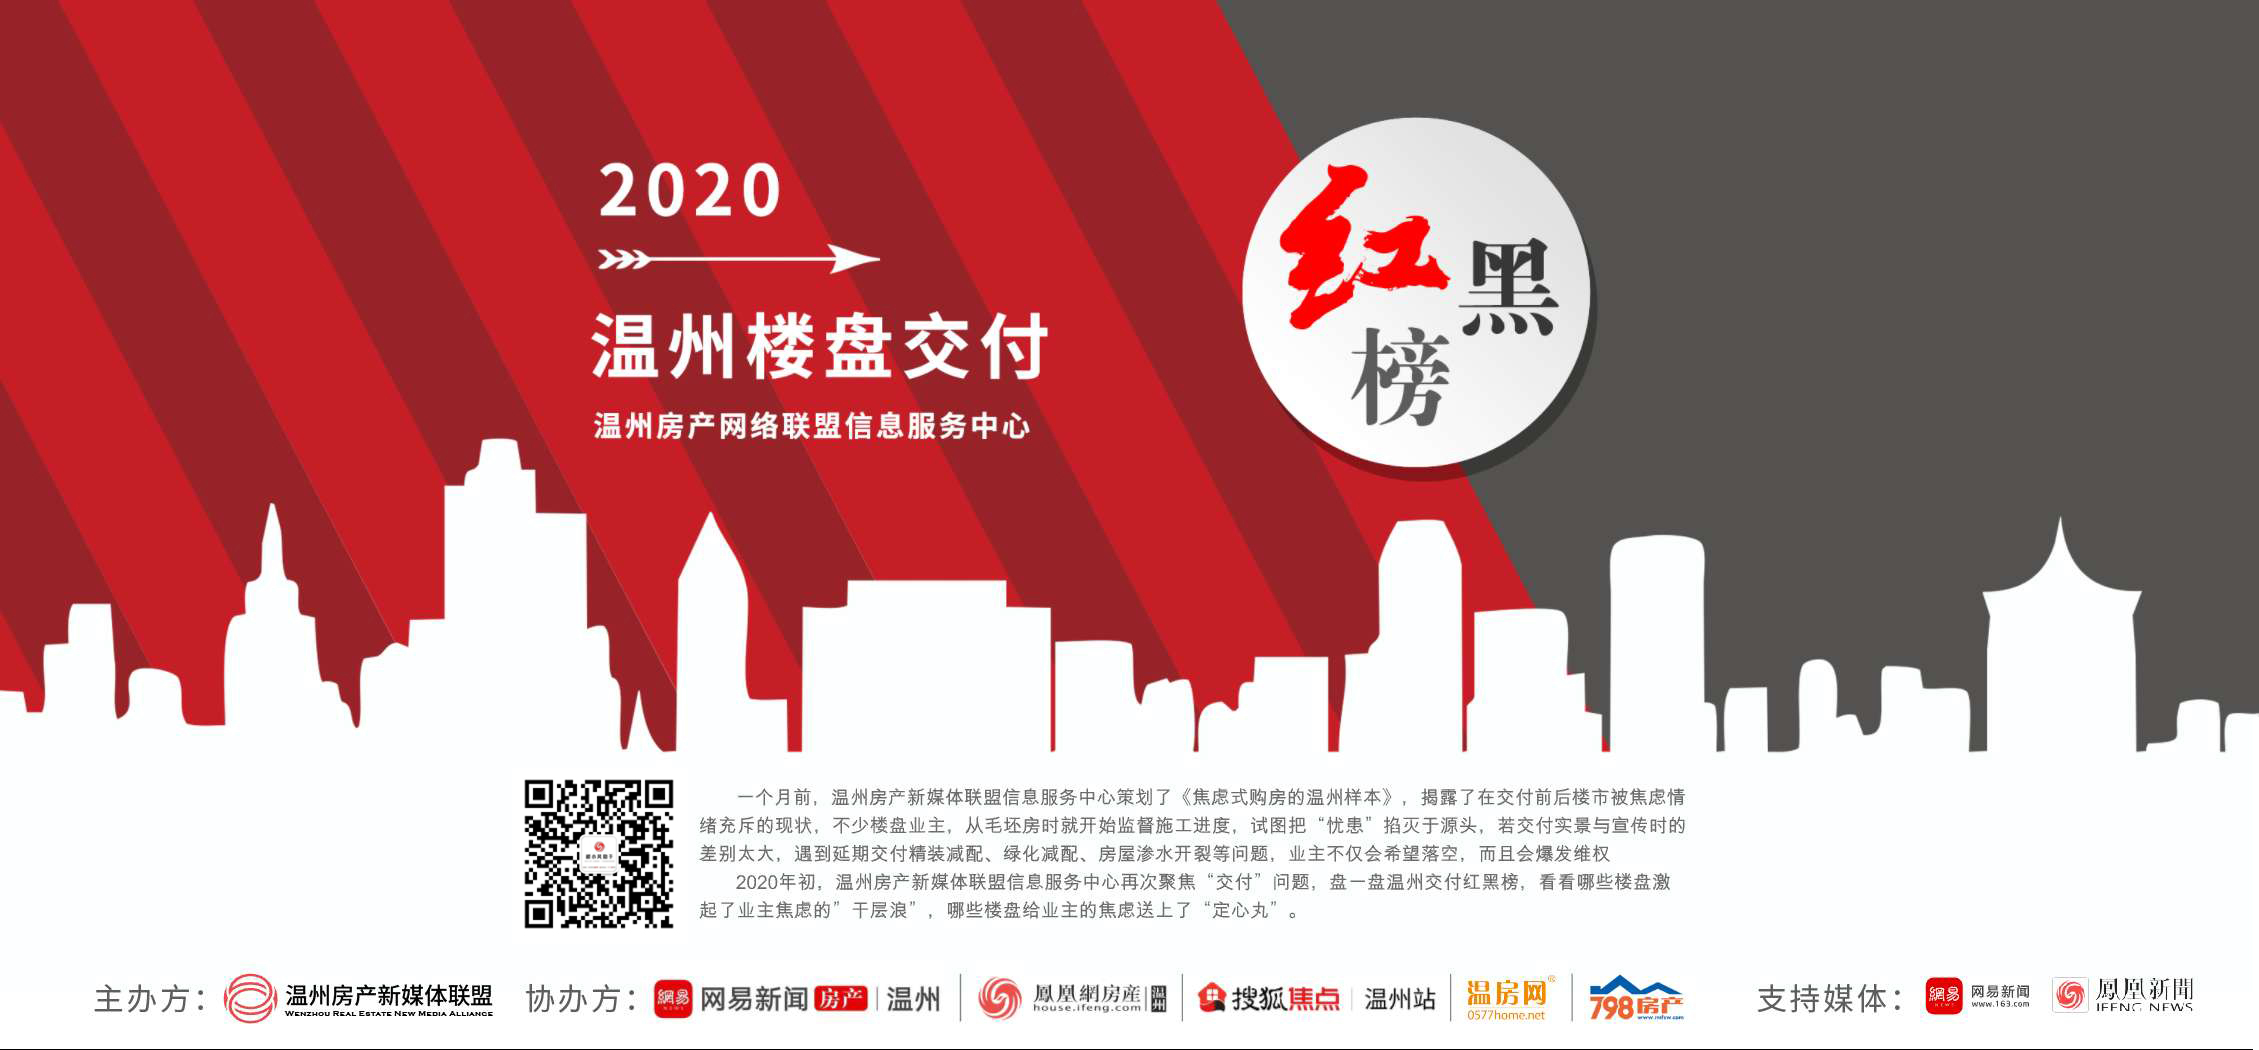 2020
温州楼盘交付
温州房产网络联盟信息服务中心
红黑榜
一个月前，温州房产新媒体联盟信息服务中心策划了《焦虑式购房的温州样本》，揭露了在交付前后楼市被焦虑情
绪充斥的现状，不少楼盘业主，从毛坯房时就开始监督施工进度，试图把“忧患”掐灭于源头，若交付实景与宣传时的
差别太大，遇到延期交付精装减配、绿化减配、房屋渗水开裂等问题，业主不仅会希望落空，而且会爆发维权
2020年初，温州房产新媒体联盟信息服务中心再次聚焦“交付”问题，盘一盘温州交付红黑榜，看看哪些楼盘激
起了业主焦虑的”干层浪”，哪些楼盘给业主的焦虑送上了“定心丸”。
主办方：
温州房产新媒体联盟
WENZHOU REAL ESTATE NEW MEDIA ALLIANCE
协办方：
網易 NEWS 网易新闻 房产 温州
鳳凰網房産 温州
house.ifeng.com
搜狐焦点 温州站
温房网®
0577home.net
798房产
支持媒体：
網易 NEWS 网易新闻
www.163.com
鳳凰新聞
IFENG NEWS